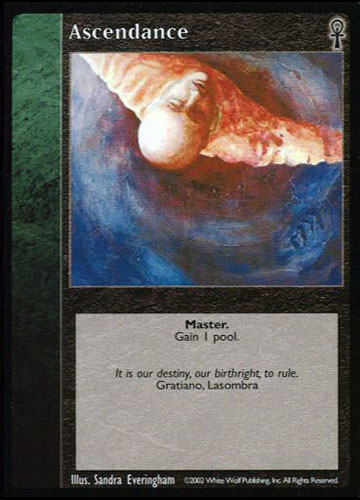 Ascendance
Master.
Gain 1 pool.
It is our destiny, our birthright, to rule.
Gratiano, Lasombra
Illus. Sandra Everingham
©2002 White Wolf Publishing, Inc. All Rights Reserved.